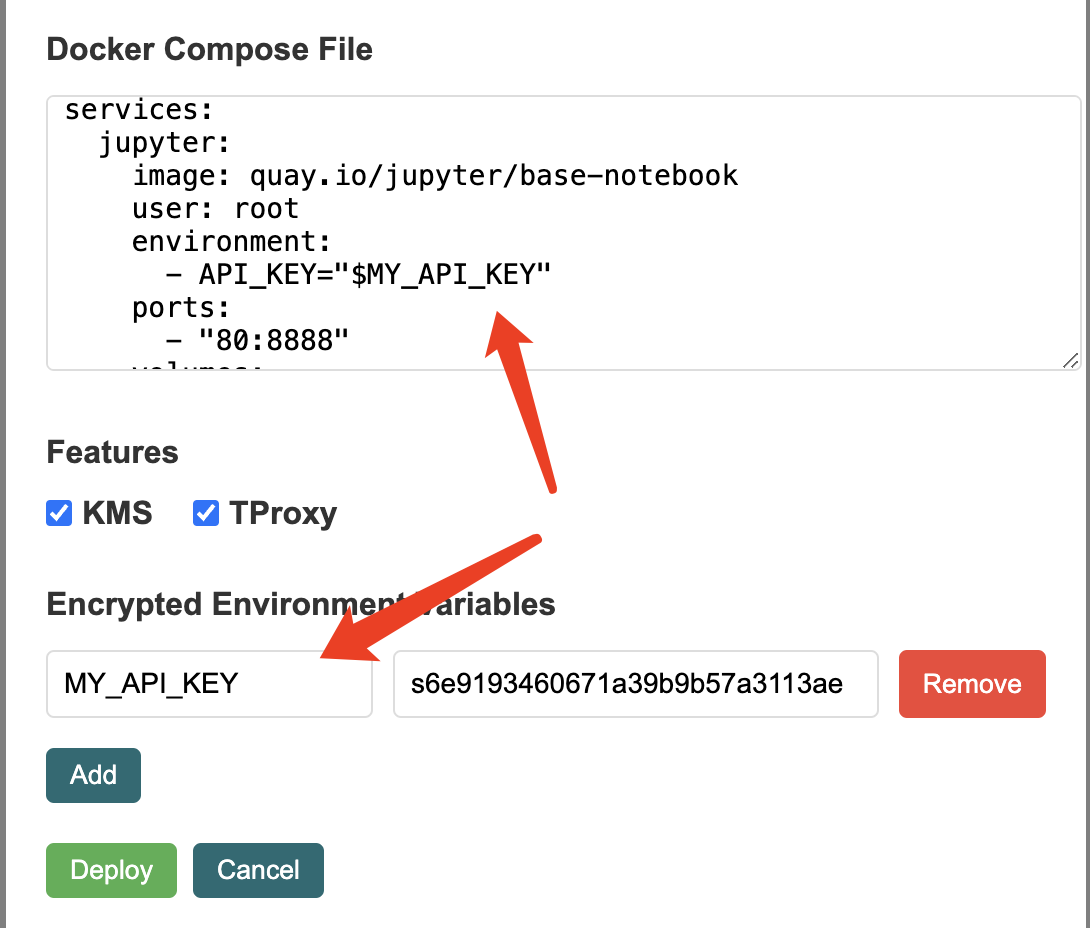 Docker Compose File
services:
  jupyter:
    image: quay.io/jupyter/base-notebook
    user: root
    environment:
      - API_KEY="$MY_API_KEY"
    ports:
      - "80:8888"
    volumes:
Features
KMS TProxy
Encrypted Environment Variables
MY_API_KEY s6e9193460671a39b9b57a3113ae Remove
Add
Deploy Cancel